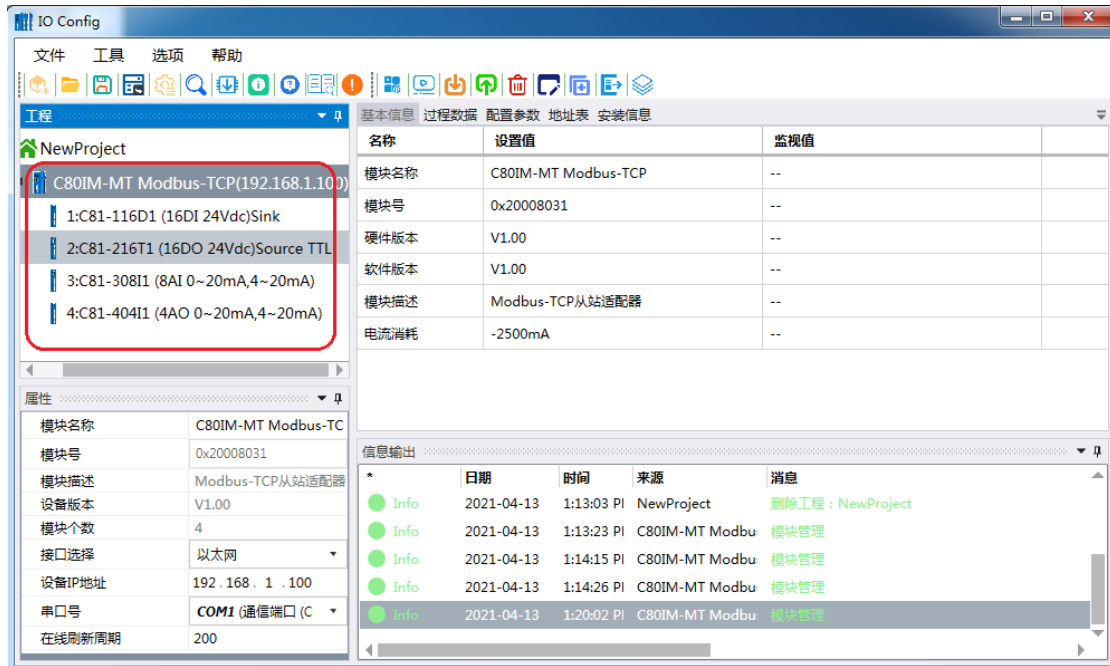 IO Config
文件 工具 选项 帮助
工程
NewProject
C80IM-MT Modbus-TCP(192.168.1.100)
1:C81-116D1 (16DI 24Vdc)Sink
2:C81-216T1 (16DO 24Vdc)Source TTL
3:C81-308I1 (8AI 0~20mA,4~20mA)
4:C81-404I1 (4AO 0~20mA,4~20mA)
属性
模块名称 C80IM-MT Modbus-TC
模块号 0x20008031
模块描述 Modbus-TCP从站适配器
设备版本 V1.00
模块个数 4
接口选择 以太网
设备IP地址 192 . 168 . 1 . 100
串口号 COM1 (通信端口 (C
在线刷新周期 200
基本信息 过程数据 配置参数 地址表 安装信息
名称 设置值 监视值
模块名称 C80IM-MT Modbus-TCP --
模块号 0x20008031 --
硬件版本 V1.00 --
软件版本 V1.00 --
模块描述 Modbus-TCP从站适配器 --
电流消耗 -2500mA --
信息输出
* 日期 时间 来源 消息
Info 2021-04-13 1:13:03 PI NewProject 删除工程：NewProject
Info 2021-04-13 1:13:23 PI C80IM-MT Modbu 模块管理
Info 2021-04-13 1:14:15 PI C80IM-MT Modbu 模块管理
Info 2021-04-13 1:14:26 PI C80IM-MT Modbu 模块管理
Info 2021-04-13 1:20:02 PI C80IM-MT Modbu 模块管理